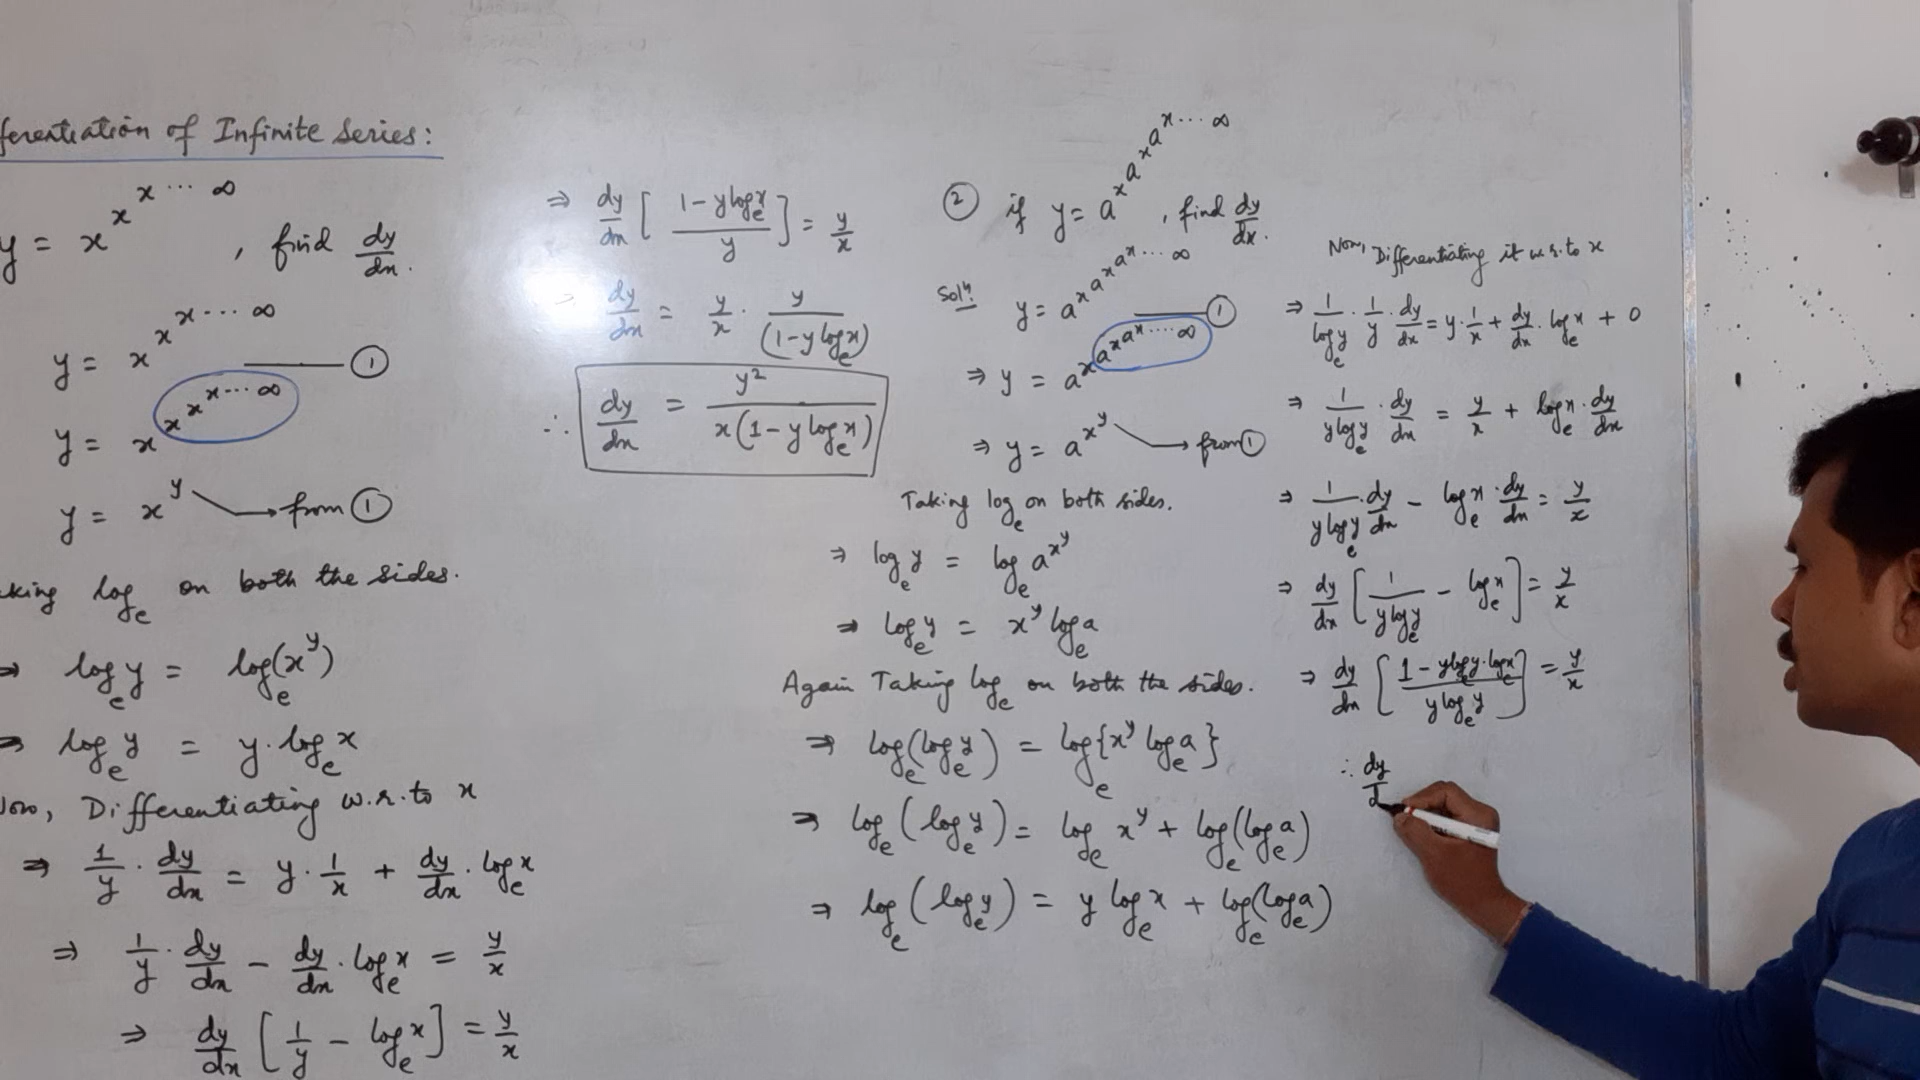 ferentiation of Infinite Series:
y = x^x^x^x... ∞ , find dy/dx.
y = x^x^x^x... ∞ —— ①
y = x^x^x^x... ∞
y = x^y → from ①
king log_e on both the sides.
⇒ log_e y = log_e(x^y)
⇒ log_e y = y · log_e x
Now, Differentiating w.r.to x
⇒ 1/y · dy/dx = y · 1/x + dy/dx · log_e x
⇒ 1/y · dy/dx − dy/dx · log_e x = y/x
⇒ dy/dx [ 1/y − log_e x ] = y/x
⇒ dy/dx [ (1 − y log_e x)/y ] = y/x
⇒ dy/dx = y/x · y/(1 − y log_e x)
∴ dy/dx = y²/(x(1 − y log_e x))
② if y = a^x^a^x^a^x... ∞ , find dy/dx.
Solⁿ. y = a^x^a^x^a^x... ∞ —— ①
⇒ y = a^x^a^x^a^x.... ∞
⇒ y = a^x^y → from ①
Taking log_e on both sides.
⇒ log_e y = log_e a^x^y
⇒ log_e y = x^y log_e a
Again Taking log_e on both the sides.
⇒ log_e(log_e y) = log_e{x^y log_e a}
⇒ log_e(log_e y) = log_e x^y + log_e(log_e a)
⇒ log_e(log_e y) = y log_e x + log_e(log_e a)
Now, Differentiating it w.r.to x
⇒ 1/log_e y · 1/y · dy/dx = y · 1/x + dy/dx · log_e x + 0
⇒ 1/(y log_e y) · dy/dx = y/x + log_e x · dy/dx
⇒ 1/(y log_e y) · dy/dx − log_e x · dy/dx = y/x
⇒ dy/dx [ 1/(y log_e y) − log_e x ] = y/x
⇒ dy/dx [ (1 − y log_e y · log_e x)/(y log_e y) ] = y/x
∴ dy/d